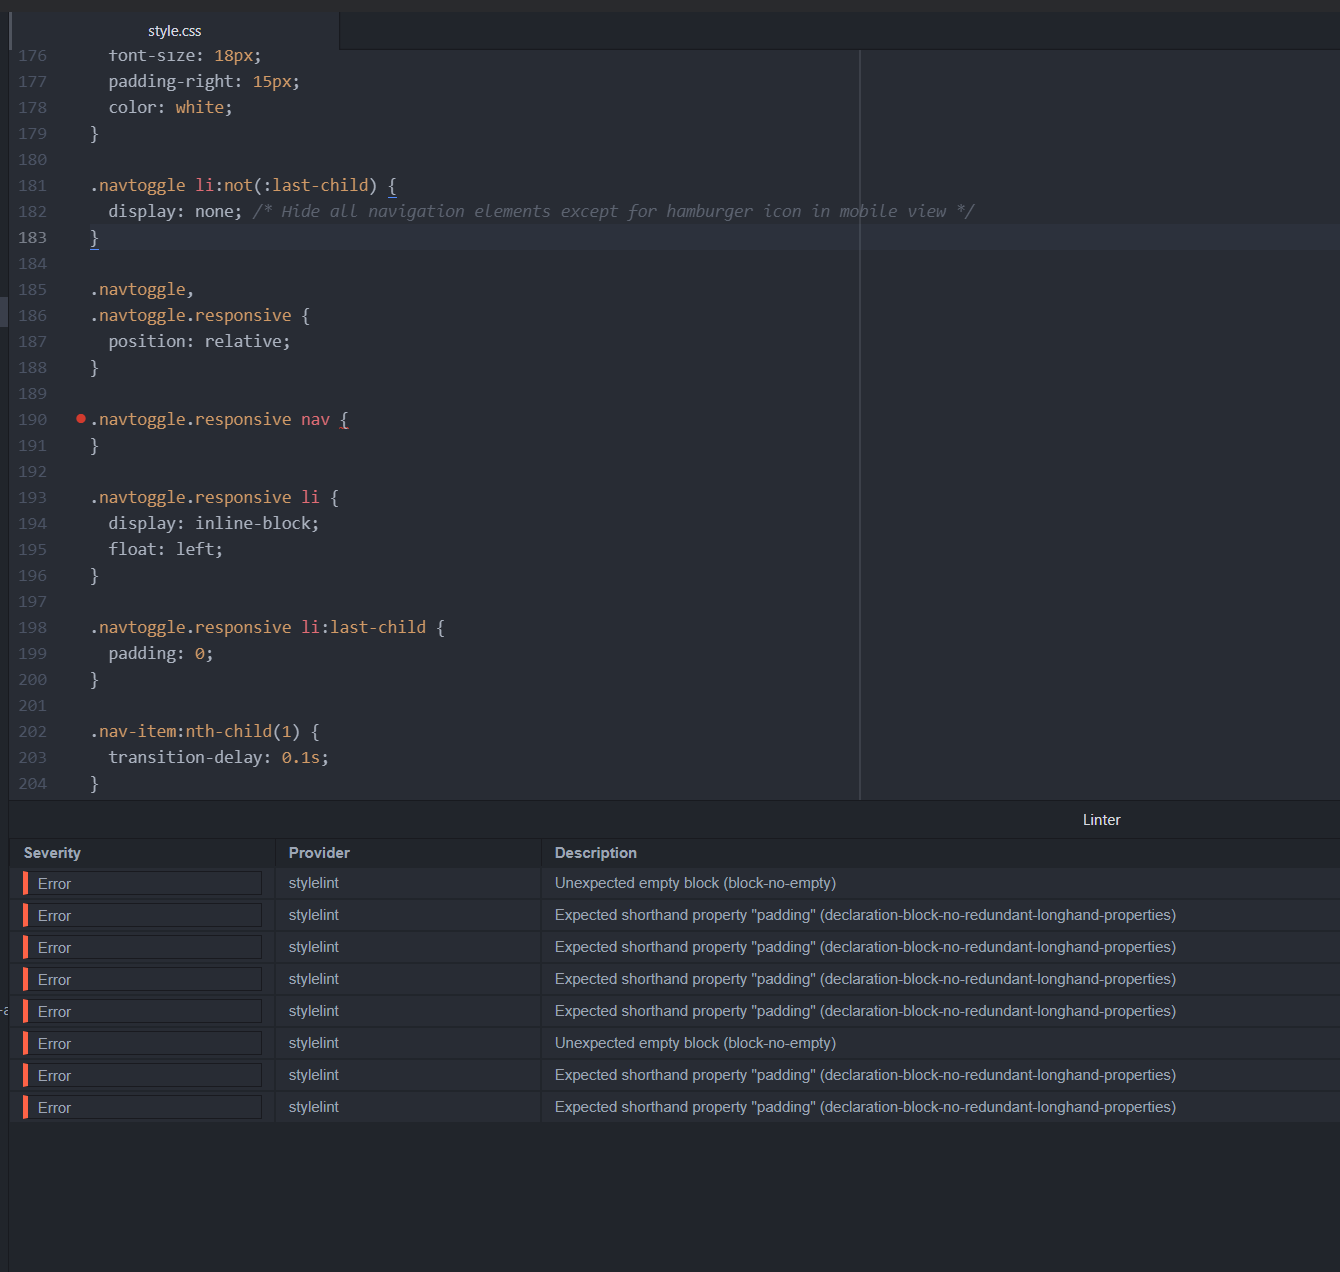 style.css
176 font-size: 18px;
177 padding-right: 15px;
178 color: white;
179 }
180
181 .navtoggle li:not(:last-child) {
182 display: none; /* Hide all navigation elements except for hamburger icon in mobile view */
183 }
184
185 .navtoggle,
186 .navtoggle.responsive {
187 position: relative;
188 }
189
190 .navtoggle.responsive nav {
191 }
192
193 .navtoggle.responsive li {
194 display: inline-block;
195 float: left;
196 }
197
198 .navtoggle.responsive li:last-child {
199 padding: 0;
200 }
201
202 .nav-item:nth-child(1) {
203 transition-delay: 0.1s;
204 }
Linter
Severity Provider Description
Error stylelint Unexpected empty block (block-no-empty)
Error stylelint Expected shorthand property "padding" (declaration-block-no-redundant-longhand-properties)
Error stylelint Expected shorthand property "padding" (declaration-block-no-redundant-longhand-properties)
Error stylelint Expected shorthand property "padding" (declaration-block-no-redundant-longhand-properties)
-a Error stylelint Expected shorthand property "padding" (declaration-block-no-redundant-longhand-properties)
Error stylelint Unexpected empty block (block-no-empty)
Error stylelint Expected shorthand property "padding" (declaration-block-no-redundant-longhand-properties)
Error stylelint Expected shorthand property "padding" (declaration-block-no-redundant-longhand-properties)